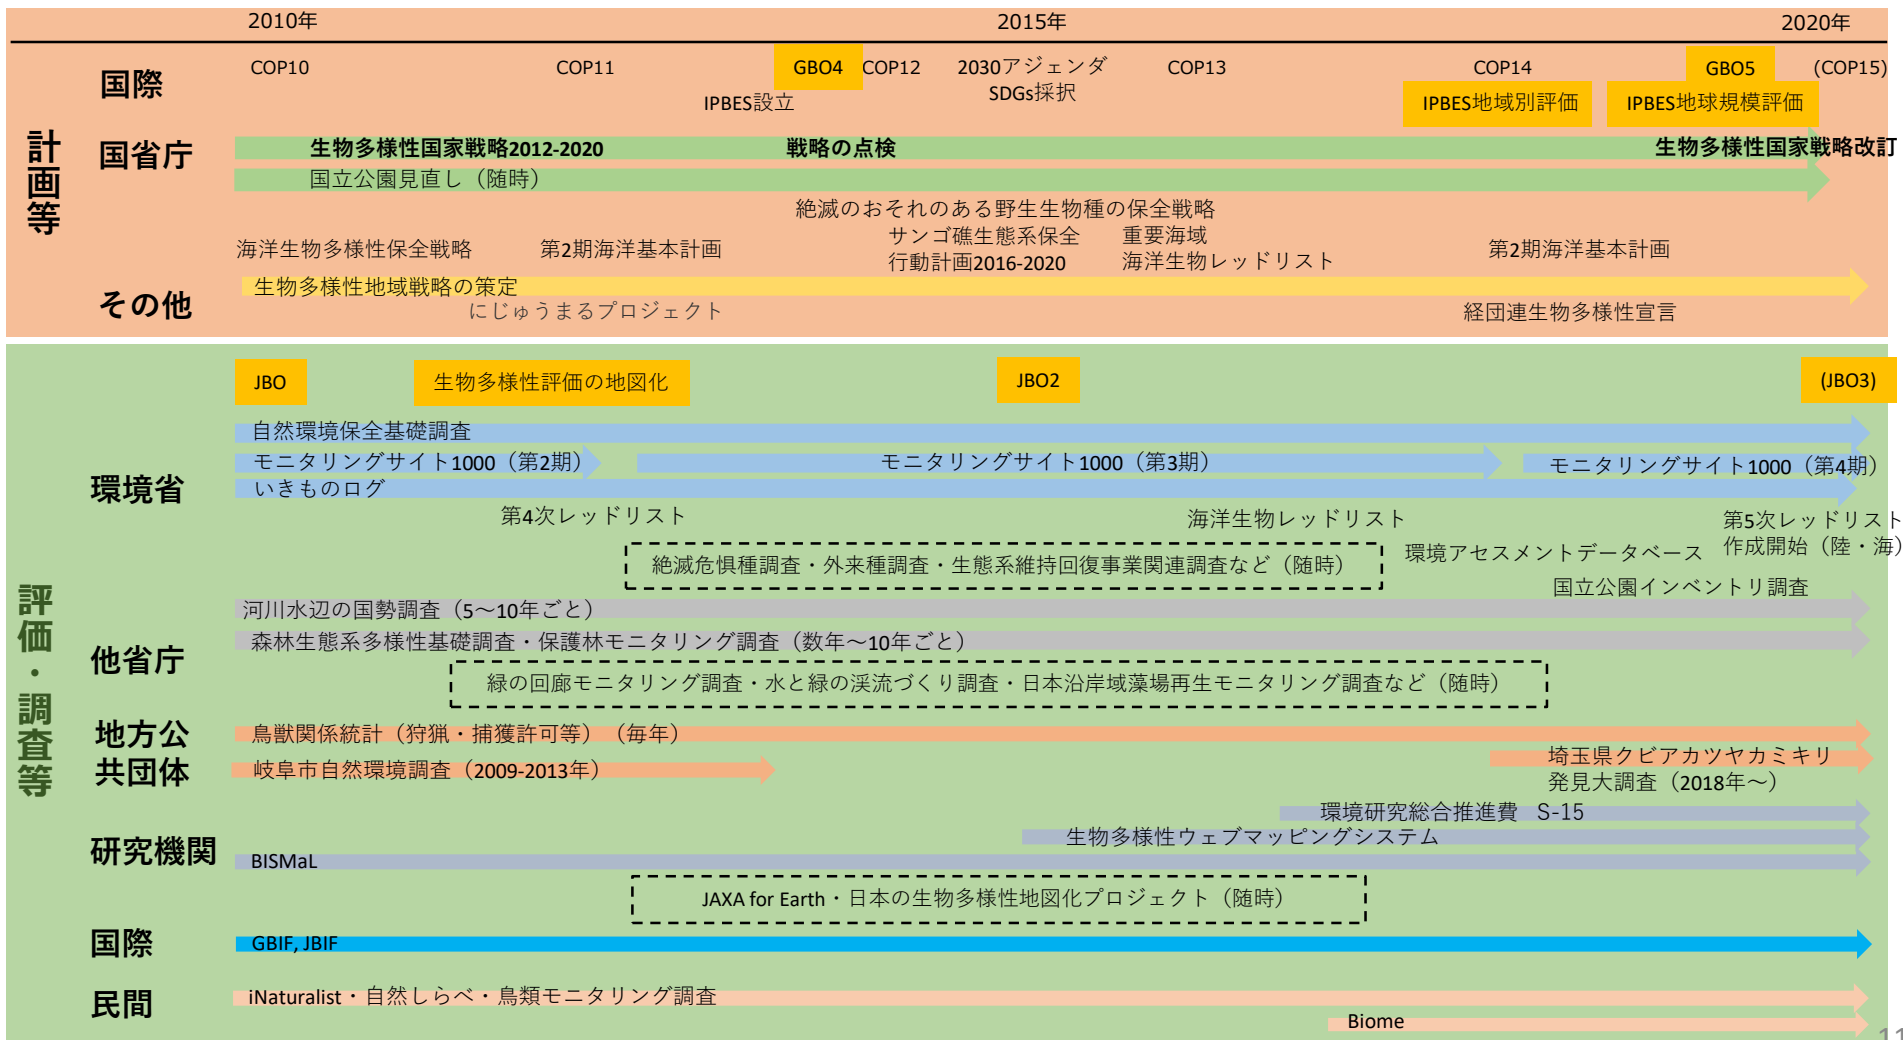 2010年
2015年
2020年
計画等
国際
COP10
COP11
GBO4
COP12
2030アジェンダ
SDGs採択
COP13
COP14
GBO5
(COP15)
IPBES設立
IPBES地域別評価
IPBES地球規模評価
国省庁
生物多様性国家戦略2012-2020
戦略の点検
生物多様性国家戦略改訂
国立公園見直し（随時）
絶滅のおそれのある野生生物種の保全戦略
海洋生物多様性保全戦略
第2期海洋基本計画
サンゴ礁生態系保全
行動計画2016-2020
重要海域
海洋生物レッドリスト
第2期海洋基本計画
その他
生物多様性地域戦略の策定
にじゅうまるプロジェクト
経団連生物多様性宣言
評価・調査等
JBO
生物多様性評価の地図化
JBO2
(JBO3)
環境省
自然環境保全基礎調査
モニタリングサイト1000（第2期）
モニタリングサイト1000（第3期）
モニタリングサイト1000（第4期）
いきものログ
第4次レッドリスト
海洋生物レッドリスト
第5次レッドリスト
作成開始（陸・海）
絶滅危惧種調査・外来種調査・生態系維持回復事業関連調査など（随時）
環境アセスメントデータベース
国立公園インベントリ調査
他省庁
河川水辺の国勢調査（5～10年ごと）
森林生態系多様性基礎調査・保護林モニタリング調査（数年～10年ごと）
緑の回廊モニタリング調査・水と緑の渓流づくり調査・日本沿岸域藻場再生モニタリング調査など（随時）
地方公
共団体
鳥獣関係統計（狩猟・捕獲許可等）（毎年）
岐阜市自然環境調査（2009-2013年）
埼玉県クビアカツヤカミキリ
発見大調査（2018年～）
研究機関
環境研究総合推進費　S-15
生物多様性ウェブマッピングシステム
BISMaL
JAXA for Earth・日本の生物多様性地図化プロジェクト（随時）
国際
GBIF, JBIF
民間
iNaturalist・自然しらべ・鳥類モニタリング調査
Biome
11